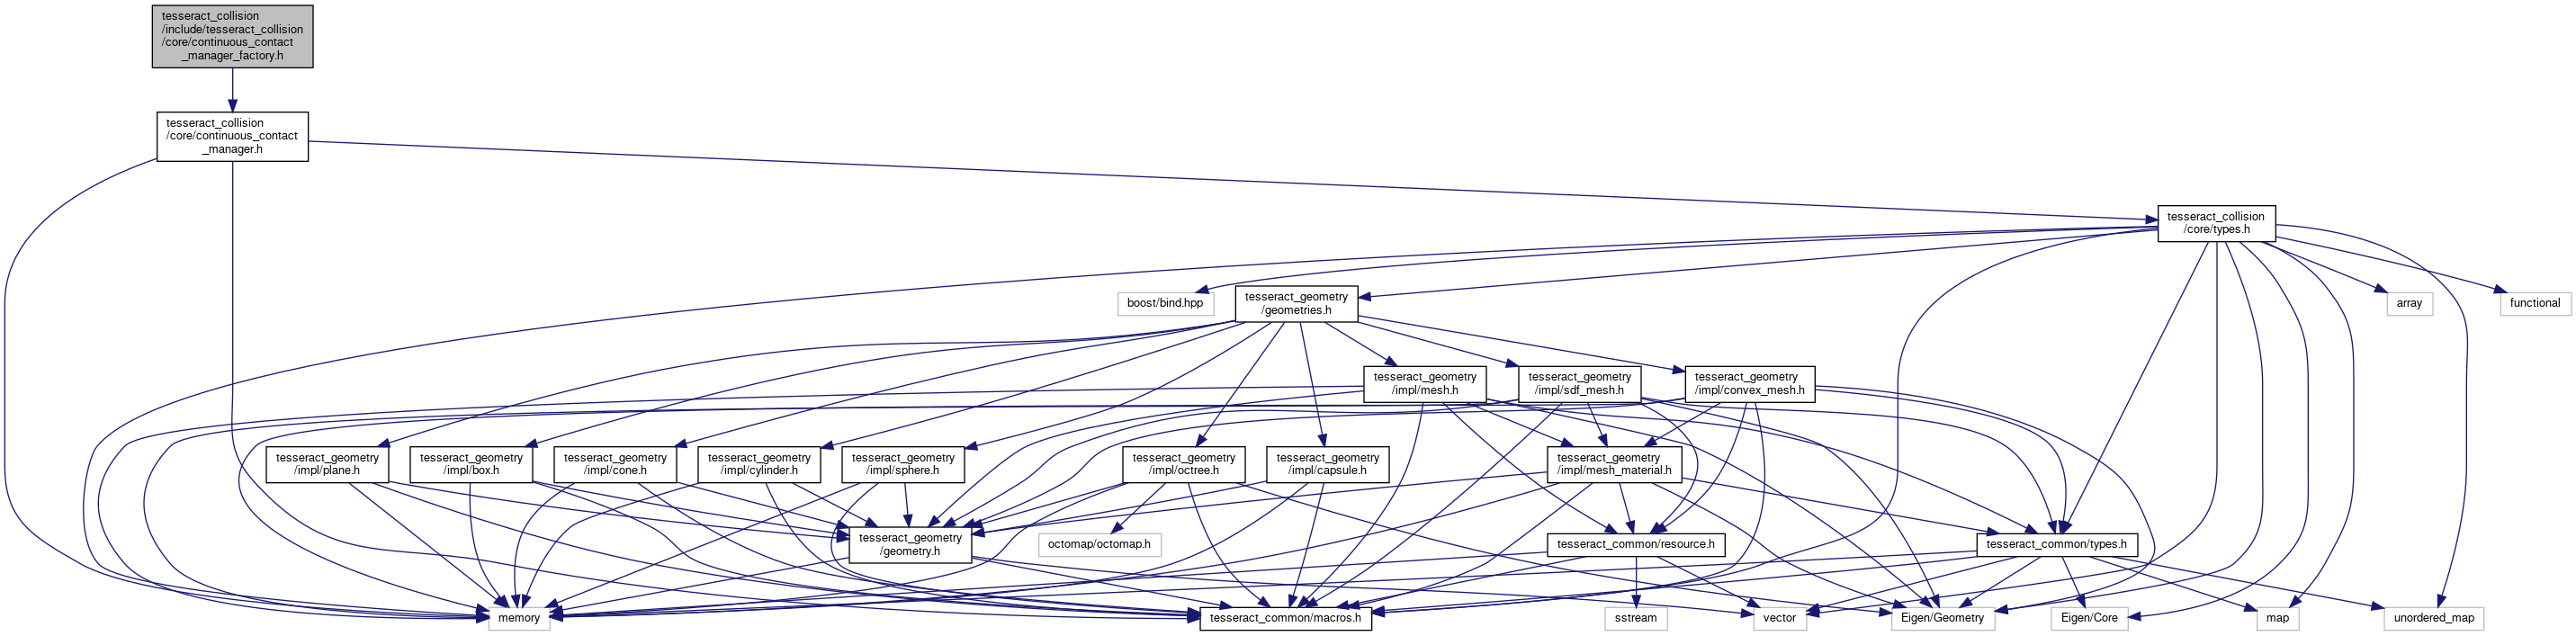 tesseract_collision
/include/tesseract_collision
/core/continuous_contact
_manager_factory.h
tesseract_collision
/core/continuous_contact
_manager.h
tesseract_collision
/core/types.h
boost/bind.hpp
tesseract_geometry
/geometries.h
array
functional
tesseract_geometry
/impl/mesh.h
tesseract_geometry
/impl/sdf_mesh.h
tesseract_geometry
/impl/convex_mesh.h
tesseract_geometry
/impl/plane.h
tesseract_geometry
/impl/box.h
tesseract_geometry
/impl/cone.h
tesseract_geometry
/impl/cylinder.h
tesseract_geometry
/impl/sphere.h
tesseract_geometry
/impl/octree.h
tesseract_geometry
/impl/capsule.h
tesseract_geometry
/impl/mesh_material.h
tesseract_geometry
/geometry.h
octomap/octomap.h
tesseract_common/resource.h
tesseract_common/types.h
memory
tesseract_common/macros.h
sstream
vector
Eigen/Geometry
Eigen/Core
map
unordered_map